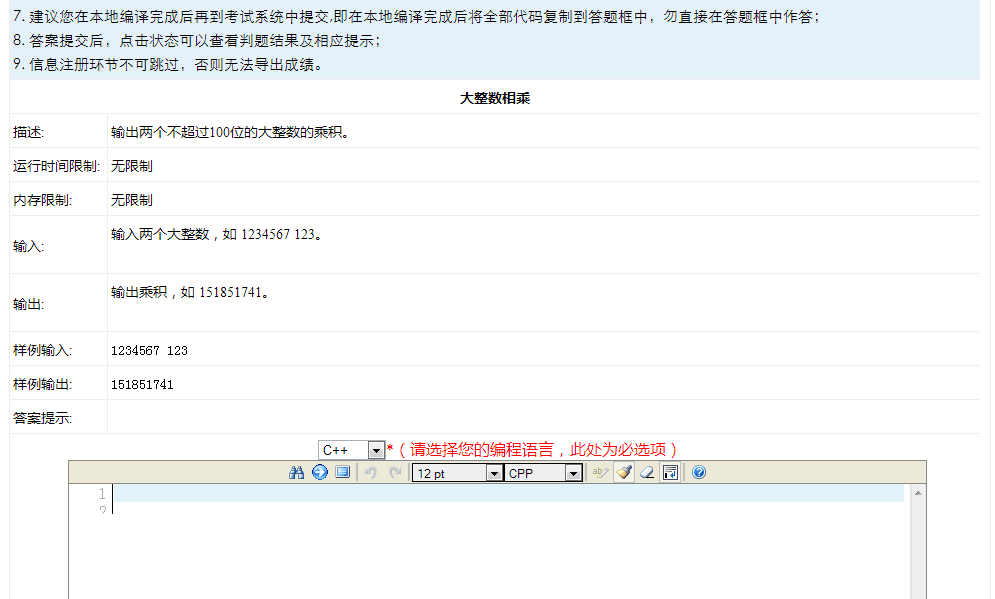 7. 建议您在本地编译完成后再到考试系统中提交,即在本地编译完成后将全部代码复制到答题框中，勿直接在答题框中作答；
8. 答案提交后，点击状态可以查看判题结果及相应提示；
9. 信息注册环节不可跳过，否则无法导出成绩。
大整数相乘
描述: 输出两个不超过100位的大整数的乘积。
运行时间限制: 无限制
内存限制: 无限制
输入: 输入两个大整数，如 1234567 123。
输出: 输出乘积，如 151851741。
样例输入: 1234567 123
样例输出: 151851741
答案提示:
C++ *（请选择您的编程语言，此处为必选项）
12 pt CPP
1
2